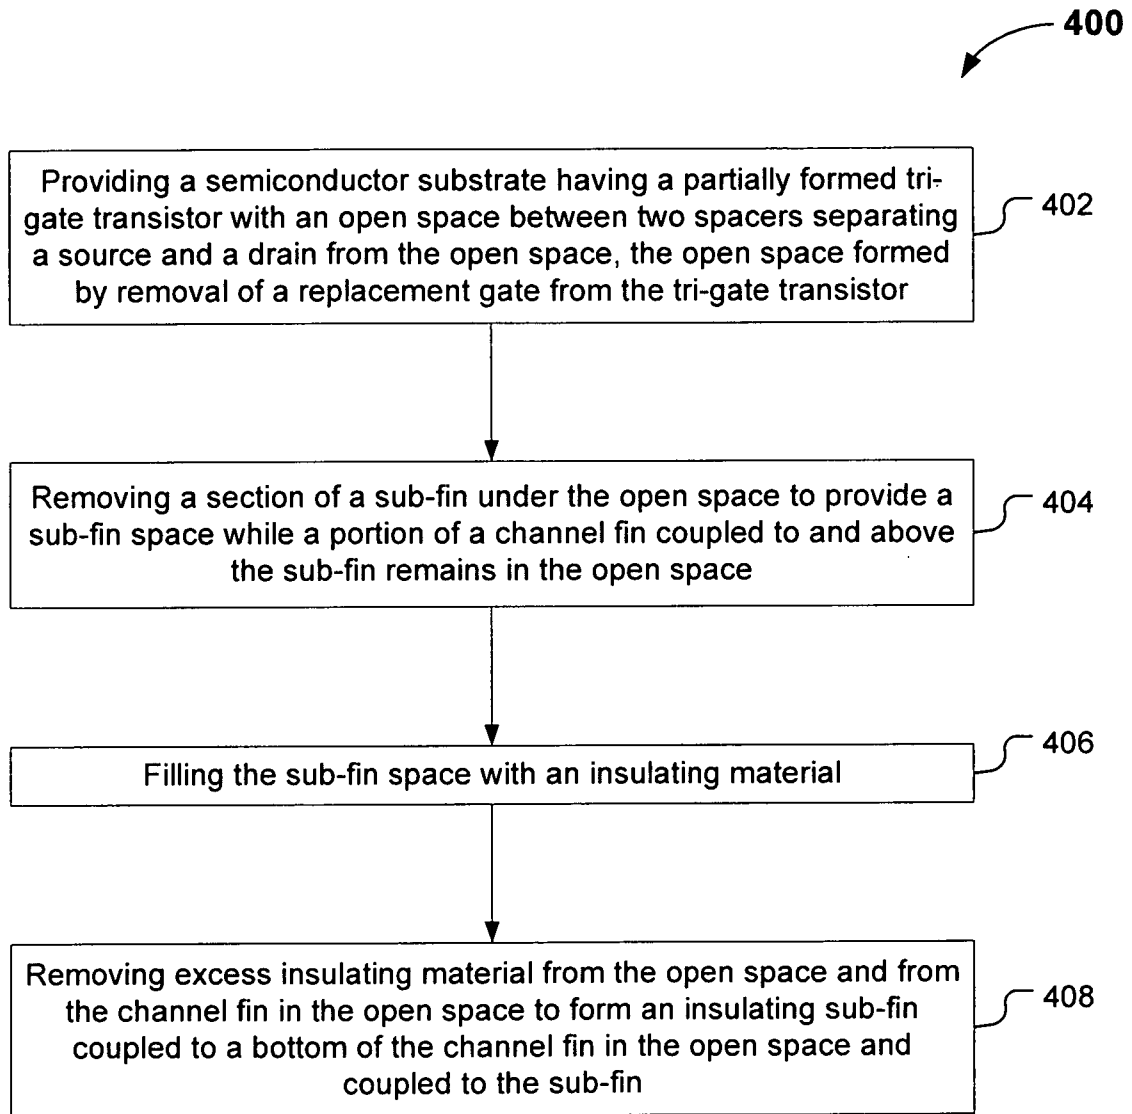 400
Providing a semiconductor substrate having a partially formed tri-
gate transistor with an open space between two spacers separating
a source and a drain from the open space, the open space formed
by removal of a replacement gate from the tri-gate transistor
402
Removing a section of a sub-fin under the open space to provide a
sub-fin space while a portion of a channel fin coupled to and above
the sub-fin remains in the open space
404
Filling the sub-fin space with an insulating material
406
Removing excess insulating material from the open space and from
the channel fin in the open space to form an insulating sub-fin
coupled to a bottom of the channel fin in the open space and
coupled to the sub-fin
408